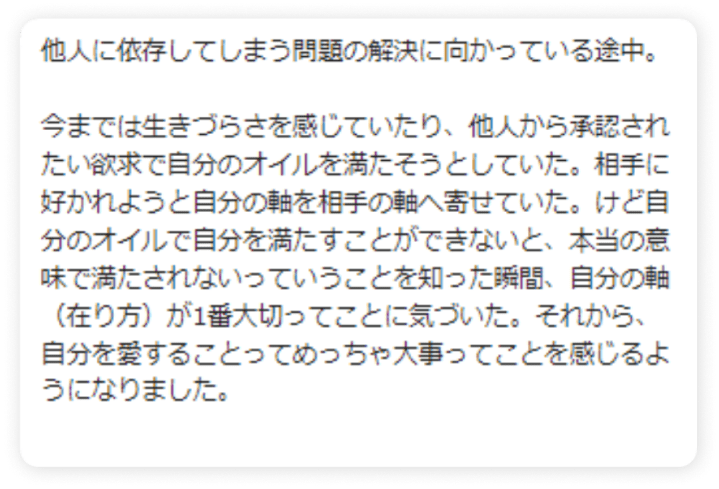 他人に依存してしまう問題の解決に向かっている途中。
今までは生きづらさを感じていたり、他人から承認され
たい欲求で自分のオイルを満たそうとしていた。相手に
好かれようと自分の軸を相手の軸へ寄せていた。けど自
分のオイルで自分を満たすことができないと、本当の意
味で満たされないっていうことを知った瞬間、自分の軸
（在り方）が1番大切ってことに気づいた。それから、
自分を愛することってめっちゃ大事ってことを感じるよ
うになりました。